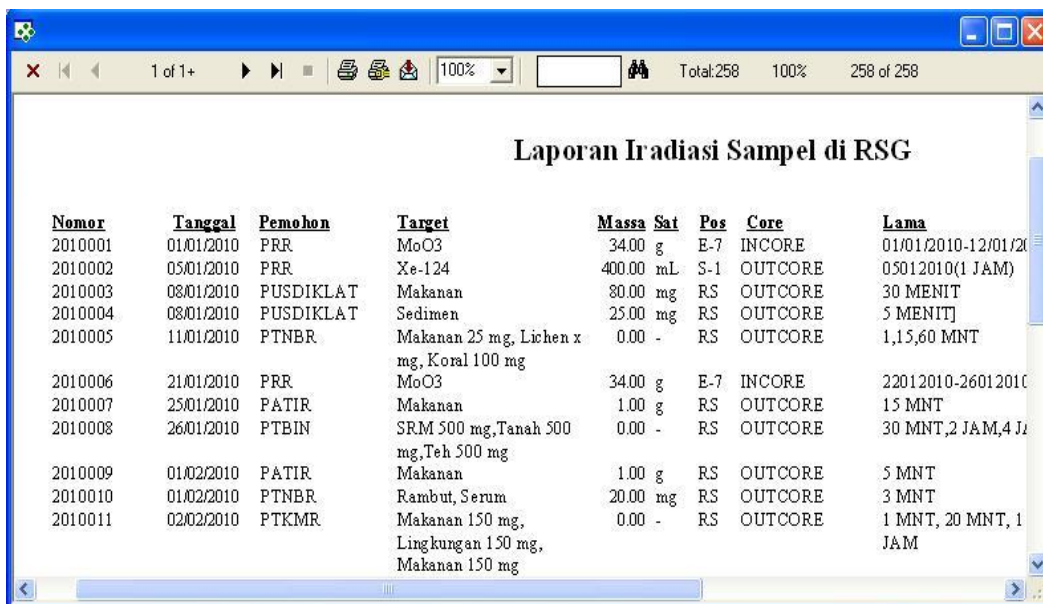 1 of 1+ 100% Total:258 100% 258 of 258
Laporan Iradiasi Sampel di RSG
Nomor Tanggal Pemohon Target Massa Sat Pos Core Lama
2010001 01/01/2010 PRR MoO3 34.00 g E-7 INCORE 01/01/2010-12/01/20
2010002 05/01/2010 PRR Xe-124 400.00 mL S-1 OUTCORE 05012010(1 JAM)
2010003 08/01/2010 PUSDIKLAT Makanan 80.00 mg RS OUTCORE 30 MENIT
2010004 08/01/2010 PUSDIKLAT Sedimen 25.00 mg RS OUTCORE 5 MENIT]
2010005 11/01/2010 PTNBR Makanan 25 mg, Lichen x 0.00 - RS OUTCORE 1,15,60 MNT
mg, Koral 100 mg
2010006 21/01/2010 PRR MoO3 34.00 g E-7 INCORE 22012010-26012010
2010007 25/01/2010 PATIR Makanan 1.00 g RS OUTCORE 15 MNT
2010008 26/01/2010 PTBIN SRM 500 mg,Tanah 500 0.00 - RS OUTCORE 30 MNT,2 JAM,4
mg,Teh 500 mg
2010009 01/02/2010 PATIR Makanan 1.00 g RS OUTCORE 5 MNT
2010010 01/02/2010 PTNBR Rambut, Serum 20.00 mg RS OUTCORE 3 MNT
2010011 02/02/2010 PTKMR Makanan 150 mg, 0.00 - RS OUTCORE 1 MNT, 20 MNT, 1
Lingkungan 150 mg, JAM
Makanan 150 mg